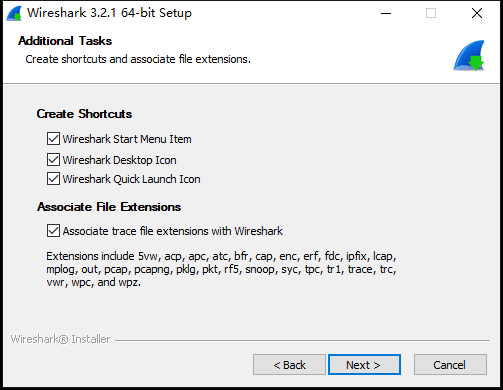 Wireshark 3.2.1 64-bit Setup
Additional Tasks
Create shortcuts and associate file extensions.
Create Shortcuts
Wireshark Start Menu Item
Wireshark Desktop Icon
Wireshark Quick Launch Icon
Associate File Extensions
Associate trace file extensions with Wireshark
Extensions include 5vw, acp, apc, atc, bfr, cap, enc, erf, fdc, ipfix, lcap,
mplog, out, pcap, pcapng, pklg, pkt, rf5, snoop, syc, tpc, tr1, trace, trc,
vwr, wpc, and wpz.
Wireshark® Installer
< Back
Next >
Cancel